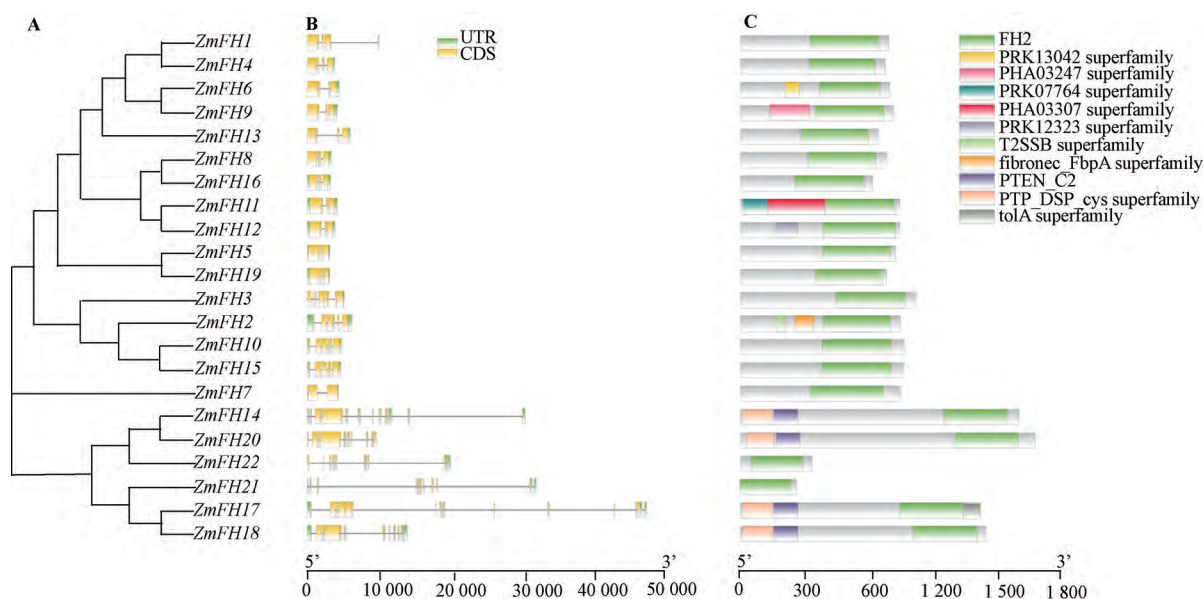 A
B
C
ZmFH1
ZmFH4
ZmFH6
ZmFH9
ZmFH13
ZmFH8
ZmFH16
ZmFH11
ZmFH12
ZmFH5
ZmFH19
ZmFH3
ZmFH2
ZmFH10
ZmFH15
ZmFH7
ZmFH14
ZmFH20
ZmFH22
ZmFH21
ZmFH17
ZmFH18
UTR
CDS
5’ 3’
0 10 000 20 000 30 000 40 000 50 000
FH2
PRK13042 superfamily
PHA03247 superfamily
PRK07764 superfamily
PHA03307 superfamily
PRK12323 superfamily
T2SSB superfamily
fibronec_FbpA superfamily
PTEN_C2
PTP_DSP_cys superfamily
tolA superfamily
5’ 3’
0 300 600 1 200 1 500 1 800